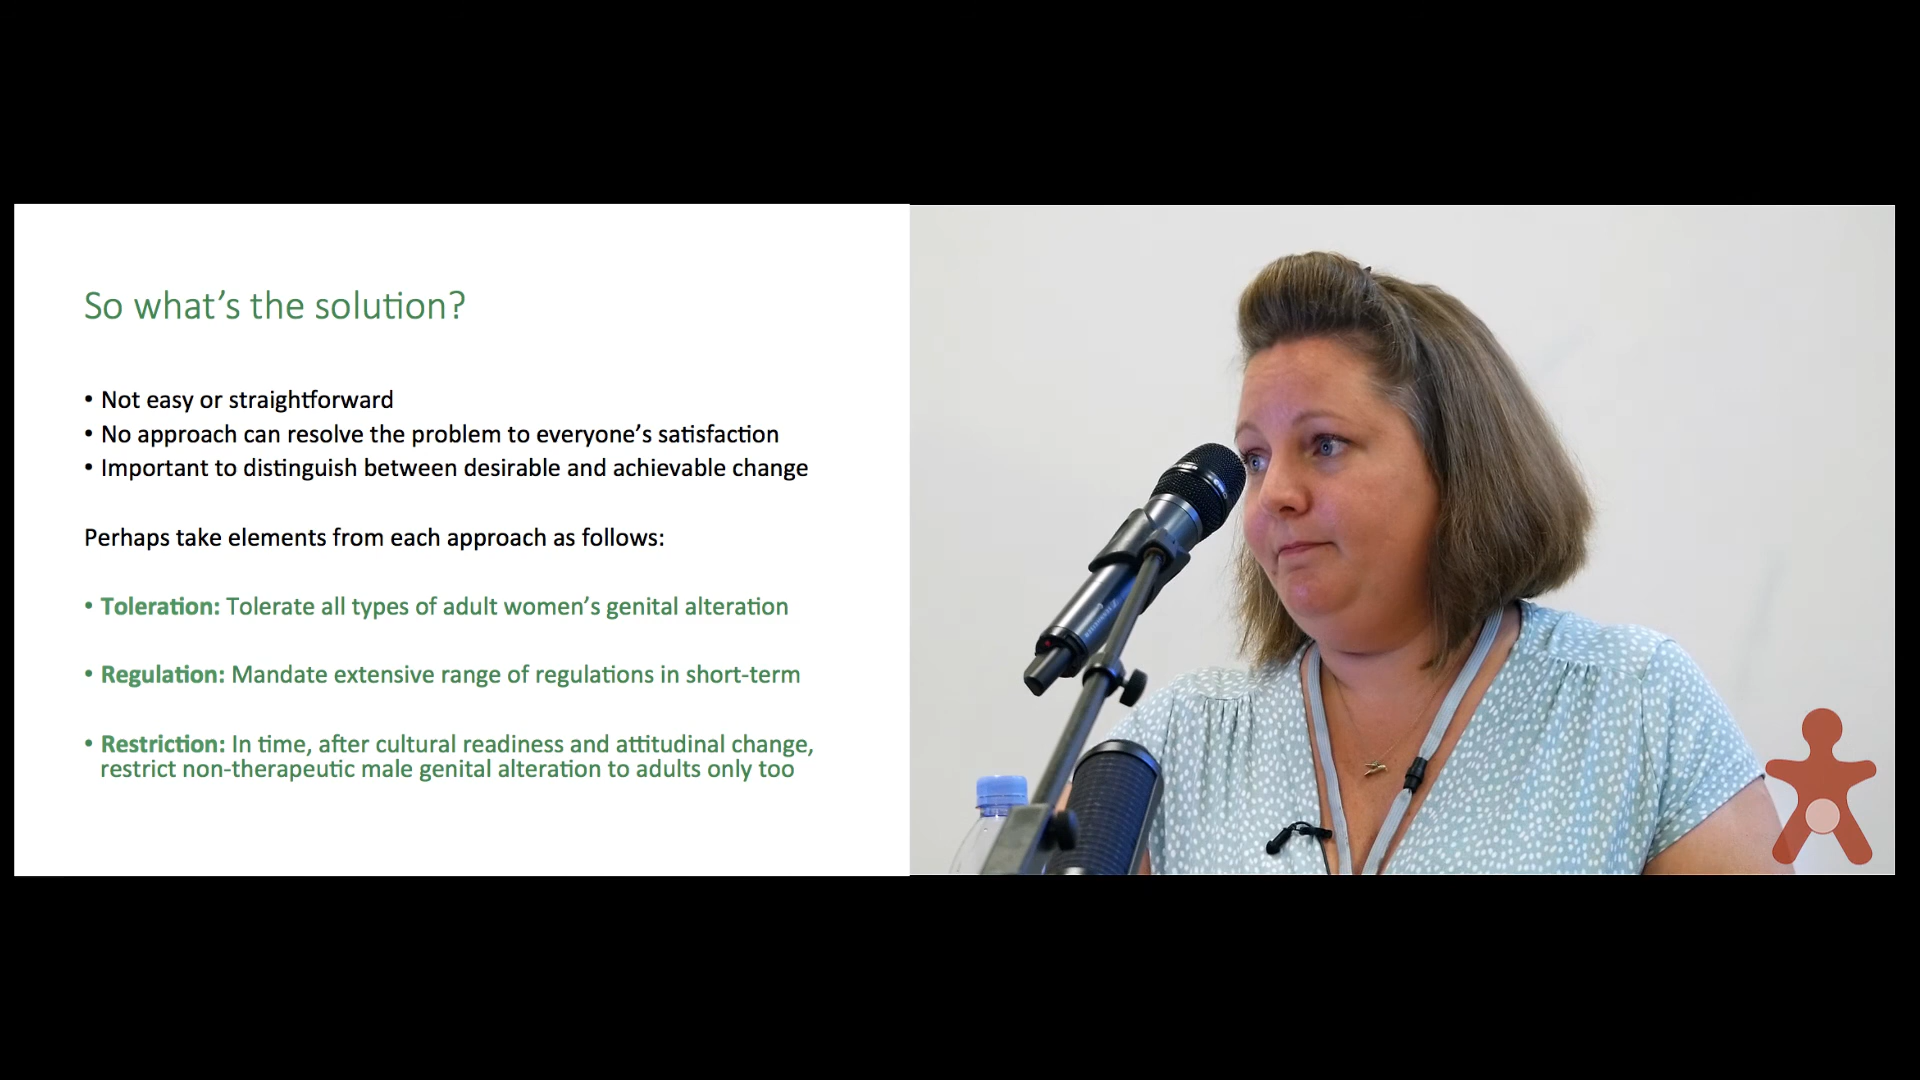 So what’s the solution?
• Not easy or straightforward
• No approach can resolve the problem to everyone’s satisfaction
• Important to distinguish between desirable and achievable change
Perhaps take elements from each approach as follows:
• Toleration: Tolerate all types of adult women’s genital alteration
• Regulation: Mandate extensive range of regulations in short-term
• Restriction: In time, after cultural readiness and attitudinal change,
restrict non-therapeutic male genital alteration to adults only too